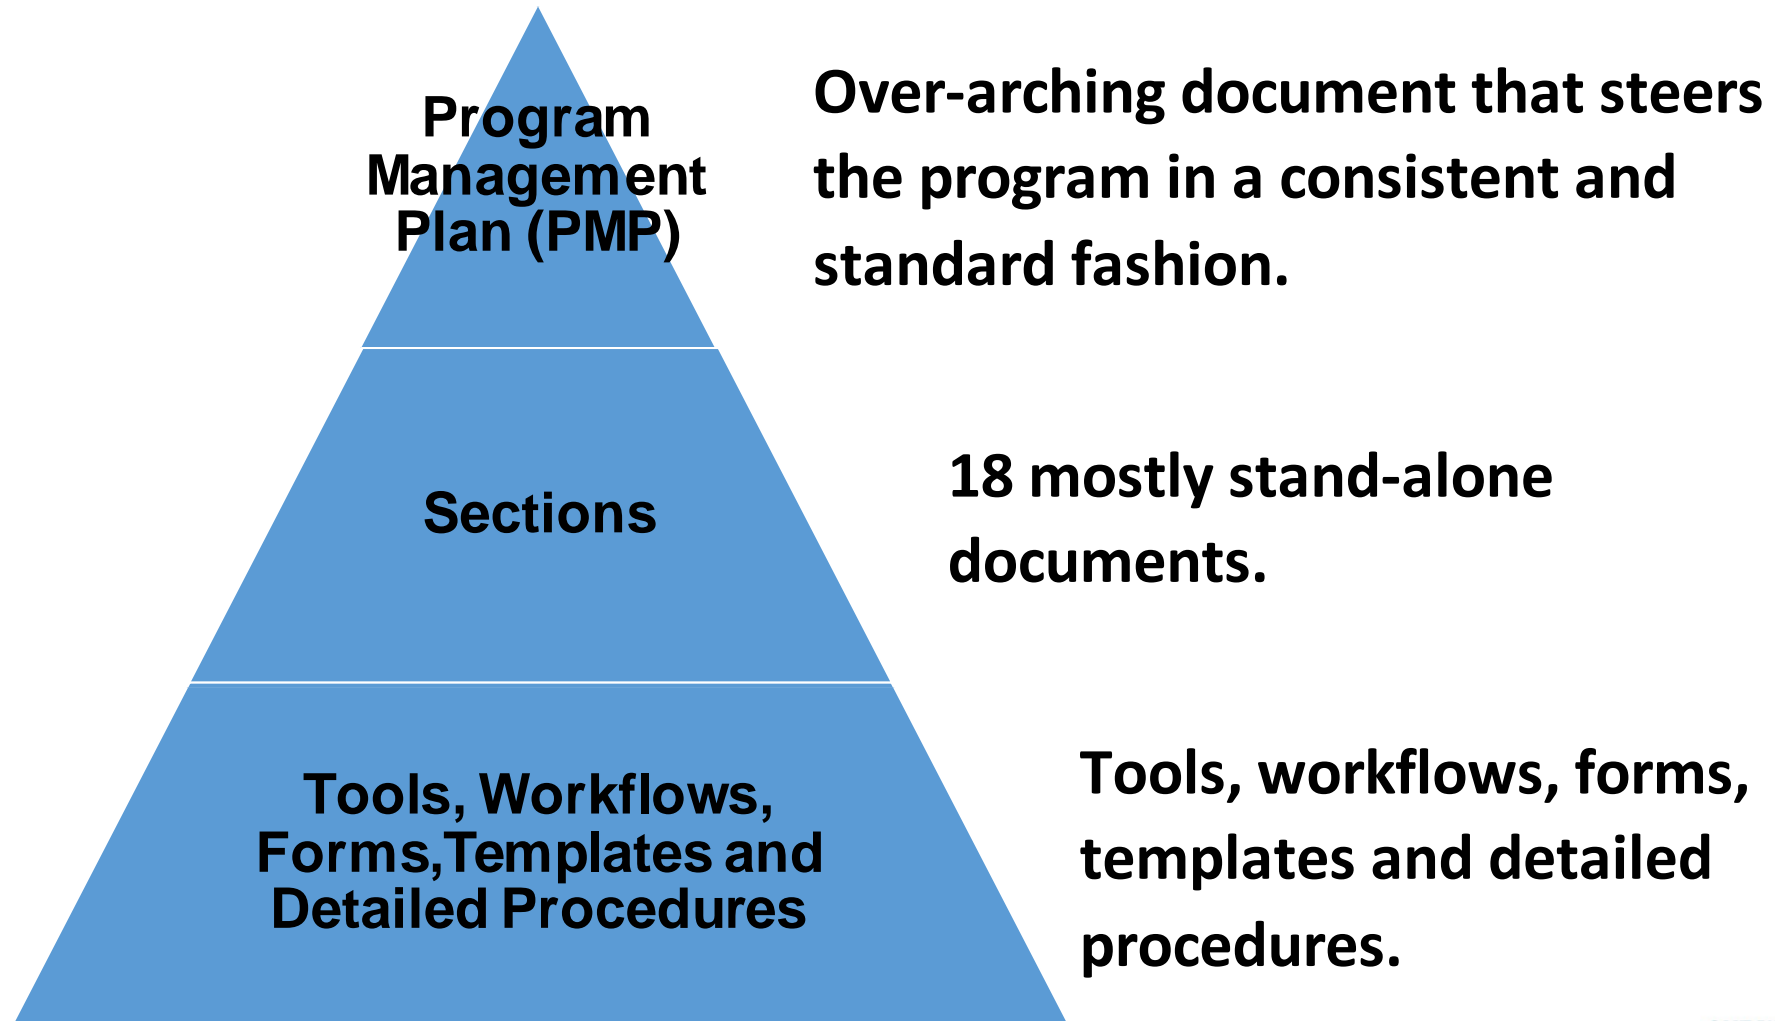 Program
Management
Plan (PMP)
Over-arching document that steers
the program in a consistent and
standard fashion.
Sections
18 mostly stand-alone
documents.
Tools, Workflows,
Forms,Templates and
Detailed Procedures
Tools, workflows, forms,
templates and detailed
procedures.